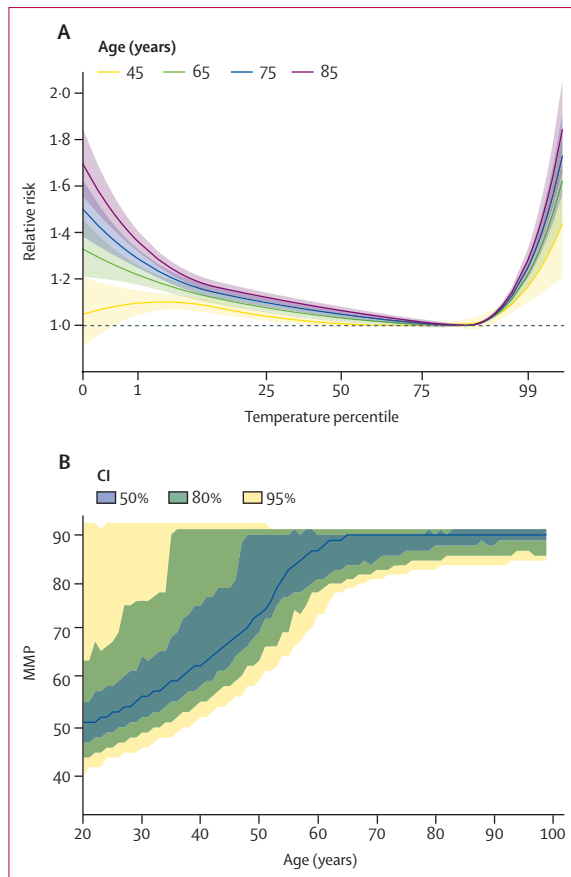 A
Age (years)
45 65 75 85
2·0
1·8
1·6
1·4
1·2
1·0
Relative risk
0 1 25 50 75 99
Temperature percentile
B
CI
50% 80% 95%
90
80
70
60
50
40
MMP
20 30 40 50 60 70 80 90 100
Age (years)